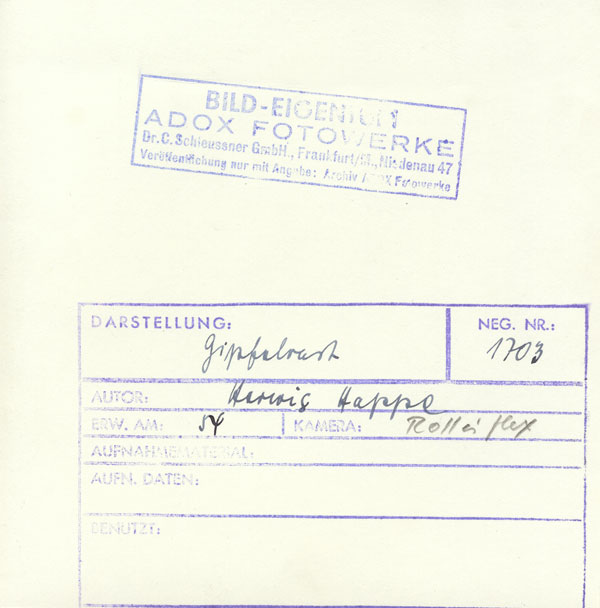 BILD-EIGENTUM
ADOX FOTOWERKE
Dr. C. Schleussner GmbH., Frankfurt/M., Niedenau 47
Veröffentlichung nur mit Angabe: Archiv ADOX Fotowerke
DARSTELLUNG: Gipfelrast
NEG. NR.: 1703
AUTOR: Herwig Happe
ERW. AM: 54 KAMERA: Rolleiflex
AUFNAHMEMATERIAL:
AUFN. DATEN:
BENUTZT: